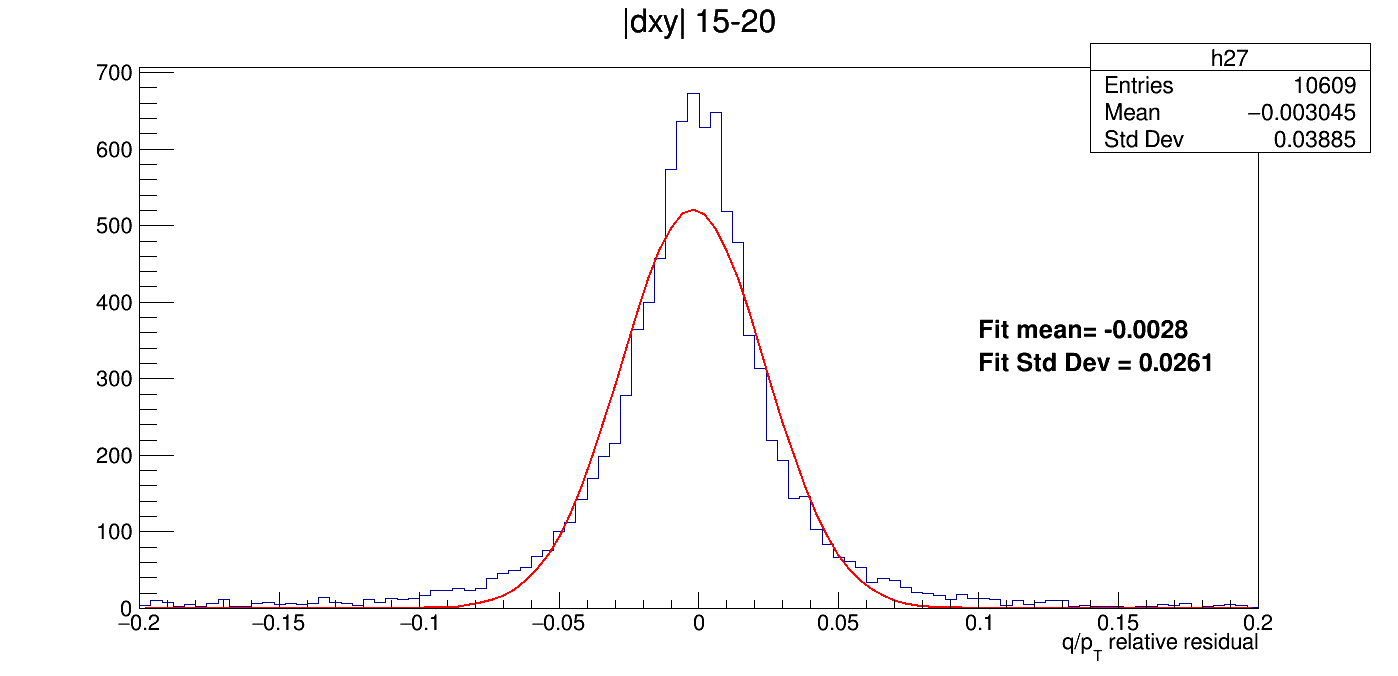 |dxy| 15-20
h27
Entries 10609
Mean −0.003045
Std Dev 0.03885
700
600
500
400
300
200
100
0
Fit mean= -0.0028
Fit Std Dev = 0.0261
−0.2 −0.15 −0.1 −0.05 0 0.05 0.1 0.15 0.2
q/pT relative residual